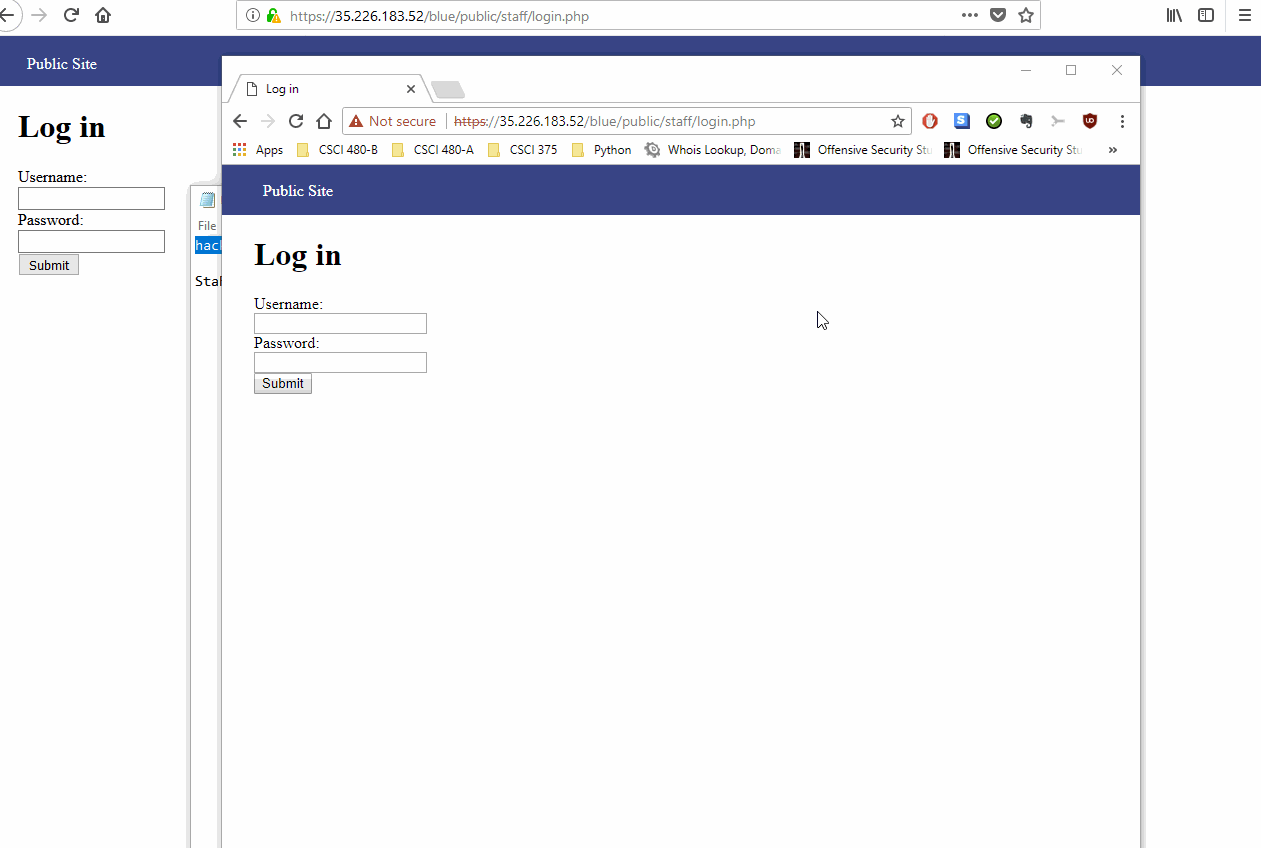 https://35.226.183.52/blue/public/staff/login.php
Public Site
Log in
Username:
Password:
Submit
File
Log in
Not secure https://35.226.183.52/blue/public/staff/login.php
Apps CSCI 480-B CSCI 480-A CSCI 375 Python Whois Lookup, Doma Offensive Security Stu Offensive Security Stu »
Public Site
Log in
Username:
Password:
Submit